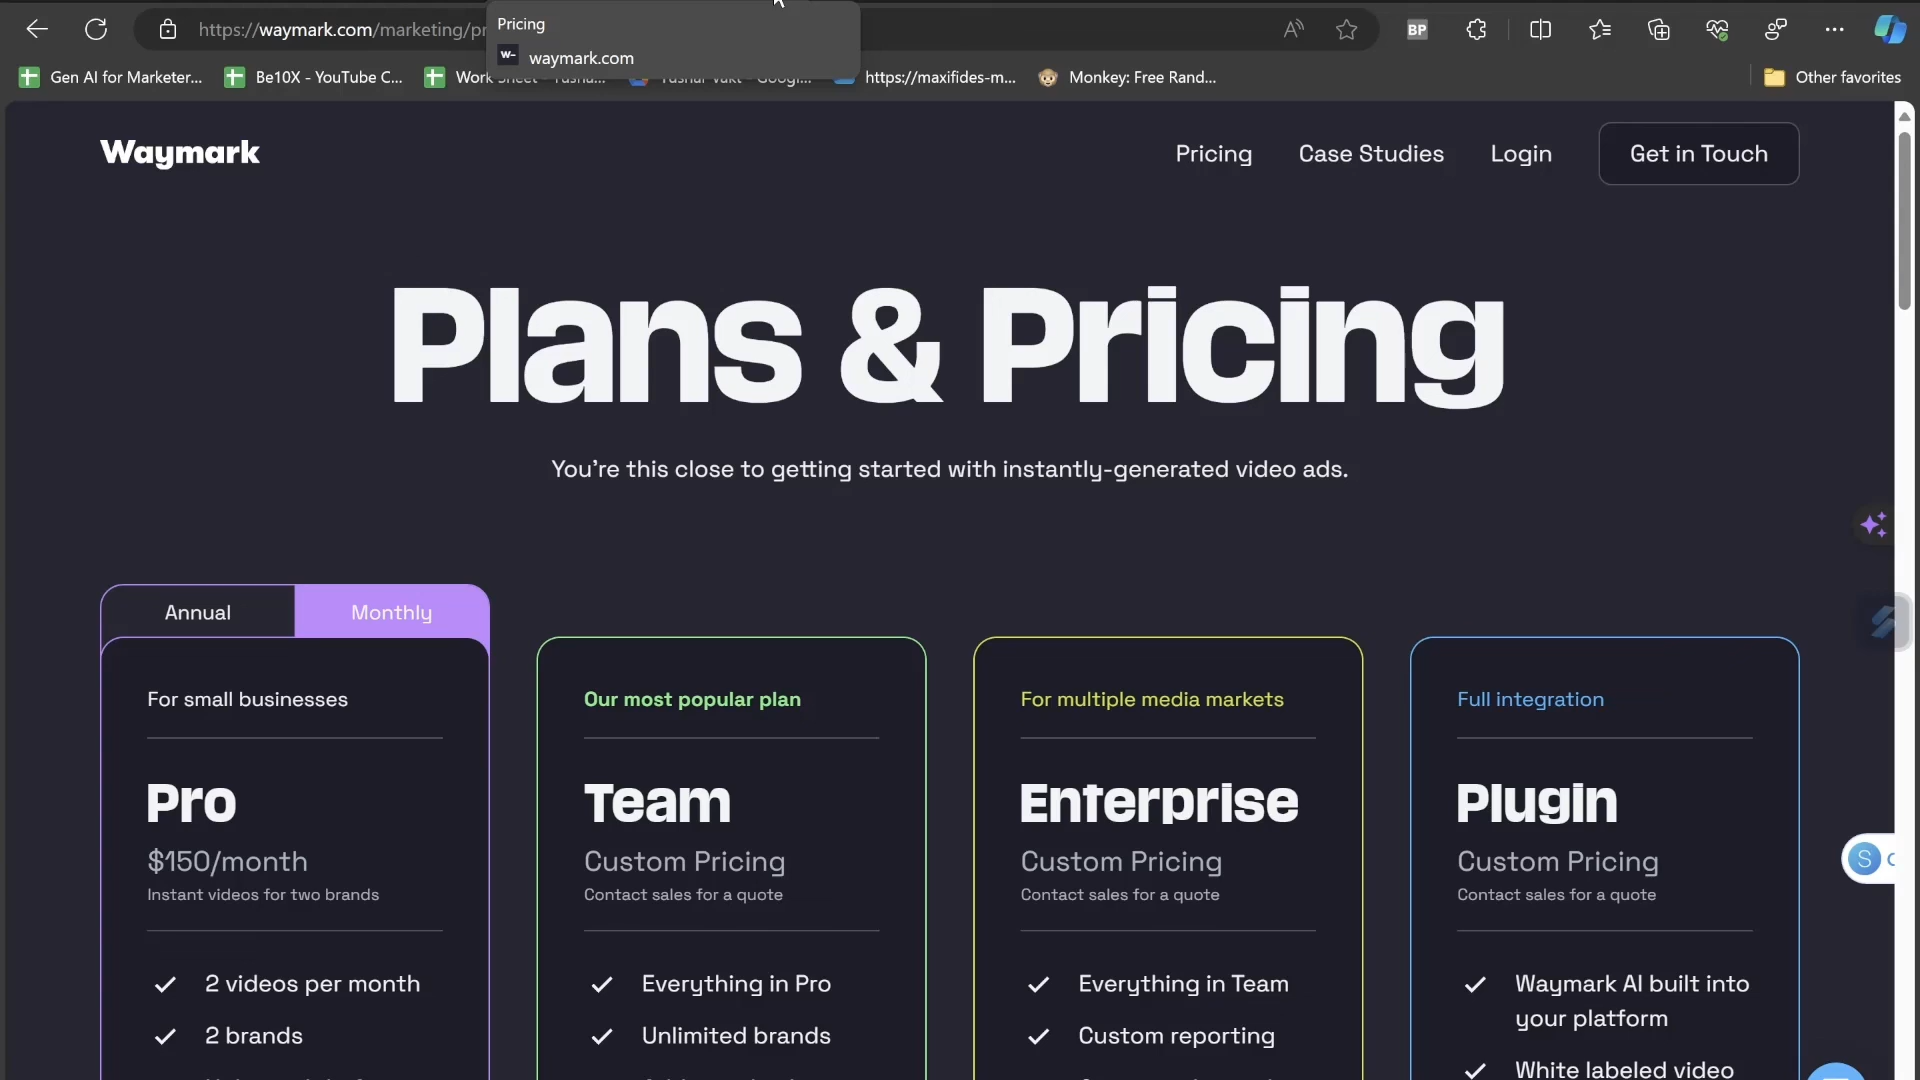 Pricing
waymark.com
https://waymark.com/marketing/pr
BP
Gen AI for Marketer...
Be10X - YouTube C...
https://maxifides-m...
Monkey: Free Rand...
Other favorites
Waymark
Pricing
Case Studies
Login
Get in Touch
Plans & Pricing
You're this close to getting started with instantly-generated video ads.
Annual
Monthly
For small businesses
Pro
$150/month
Instant videos for two brands
2 videos per month
2 brands
Our most popular plan
Team
Custom Pricing
Contact sales for a quote
Everything in Pro
Unlimited brands
For multiple media markets
Enterprise
Custom Pricing
Contact sales for a quote
Everything in Team
Custom reporting
Full integration
Plugin
Custom Pricing
Contact sales for a quote
Waymark AI built into
your platform
White labeled video